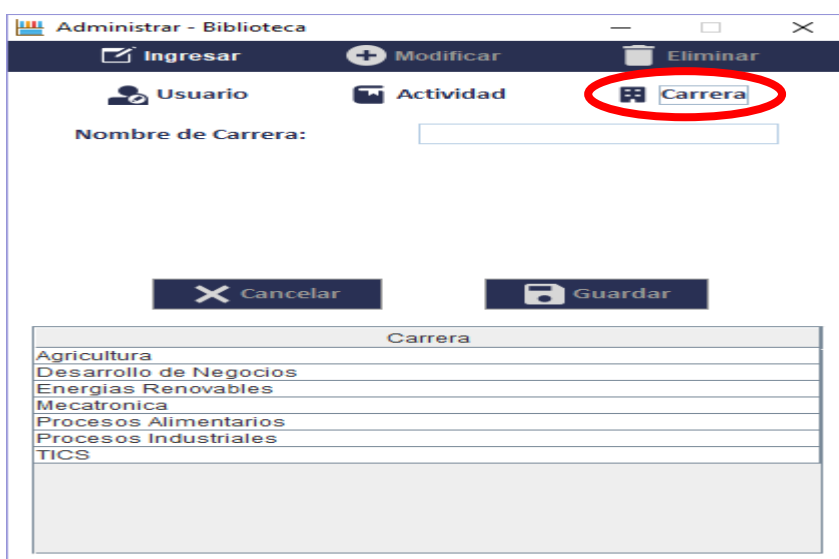 Administrar - Biblioteca
Ingresar Modificar Eliminar
Usuario Actividad Carrera
Nombre de Carrera:
Cancelar Guardar
Carrera
Agricultura
Desarrollo de Negocios
Energias Renovables
Mecatronica
Procesos Alimentarios
Procesos Industriales
TICS